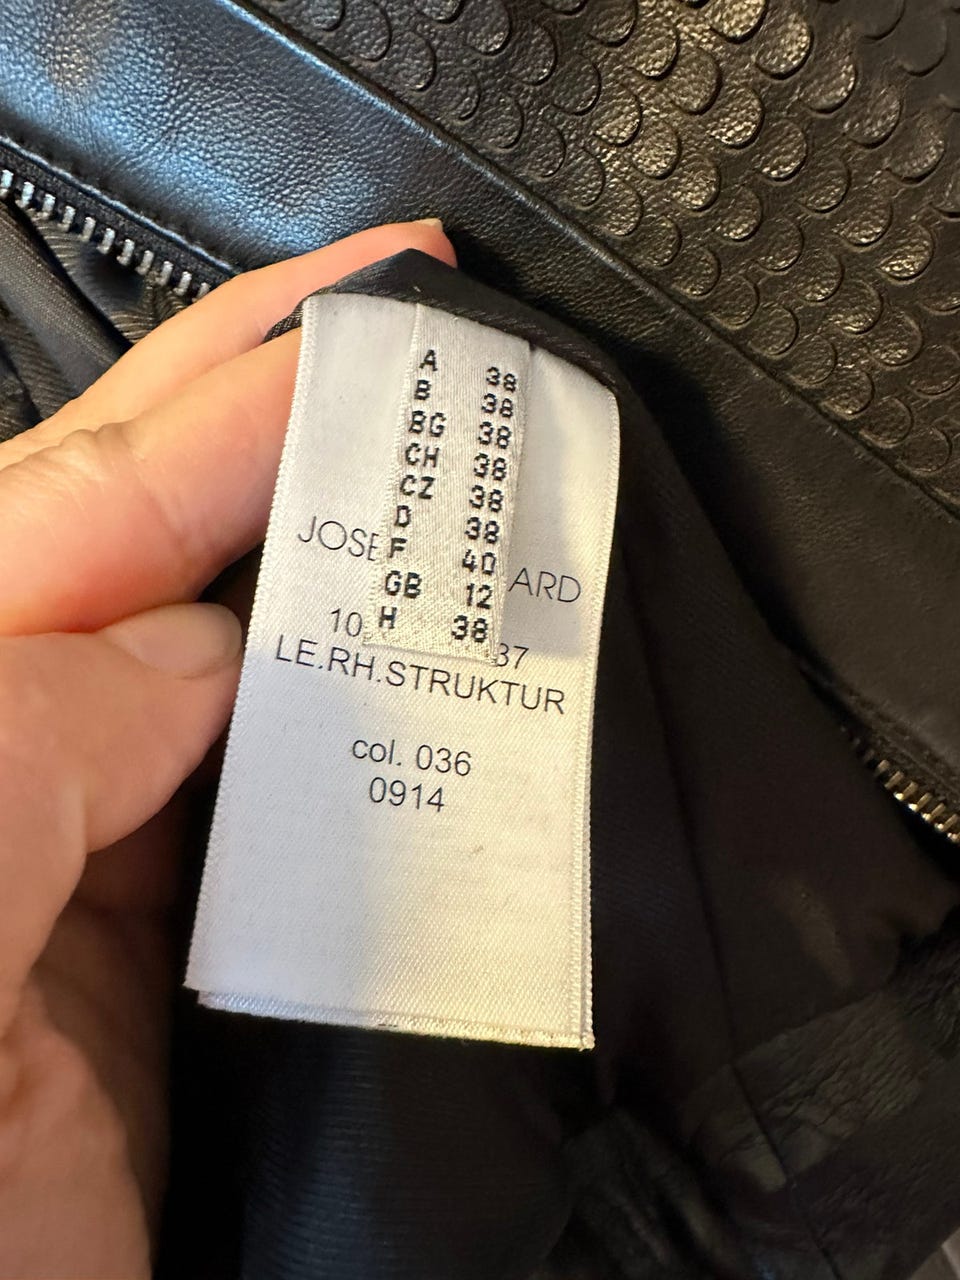 A 38
B 38
BG 38
CH 38
CZ 38
D 38
F 40
GB 12
H 38
LE.RH.STRUKTUR
col. 036
0914